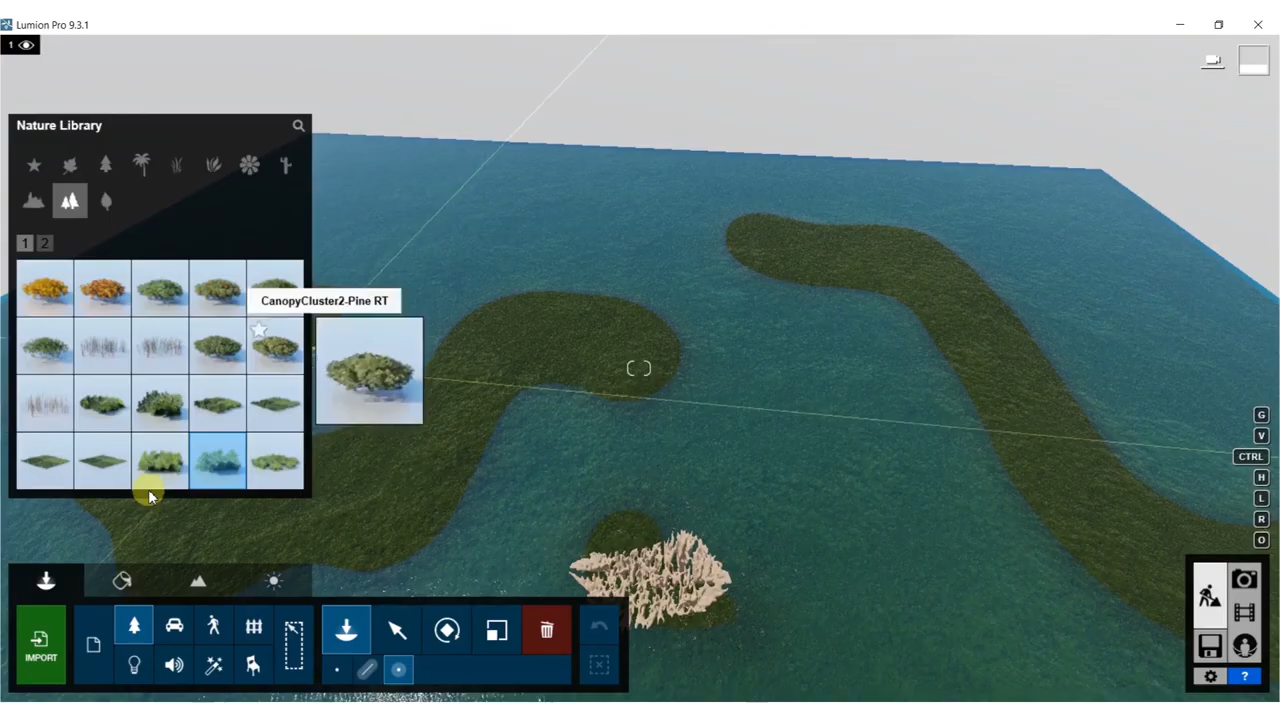 Lumion Pro 9.3.1
1
Nature Library
1 2
CanopyCluster2-Pine RT
G
V
CTRL
H
L
R
O
IMPORT
?